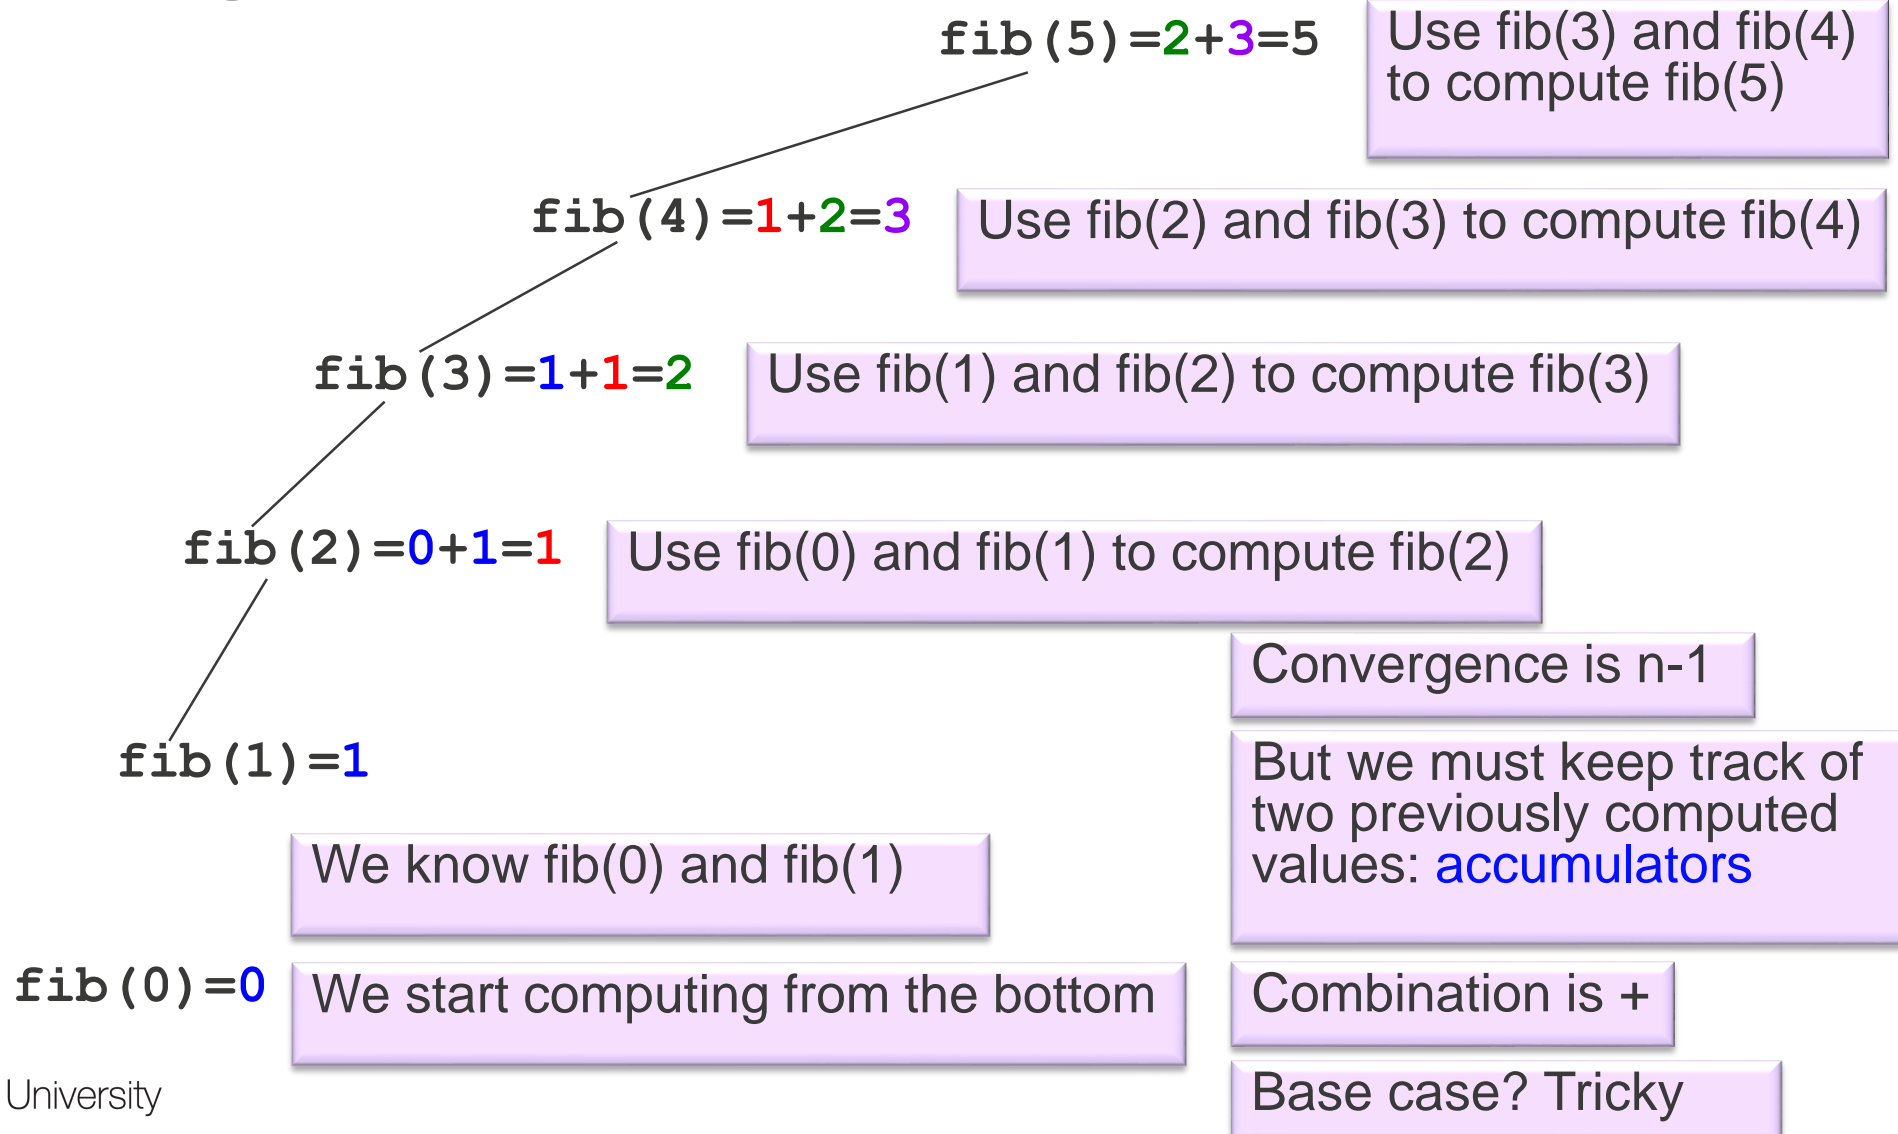 fib(5)=2+3=5
Use fib(3) and fib(4)
to compute fib(5)
fib(4)=1+2=3
Use fib(2) and fib(3) to compute fib(4)
fib(3)=1+1=2
Use fib(1) and fib(2) to compute fib(3)
fib(2)=0+1=1
Use fib(0) and fib(1) to compute fib(2)
Convergence is n-1
fib(1)=1
But we must keep track of
two previously computed
values: accumulators
We know fib(0) and fib(1)
fib(0)=0
We start computing from the bottom
Combination is +
University
Base case? Tricky